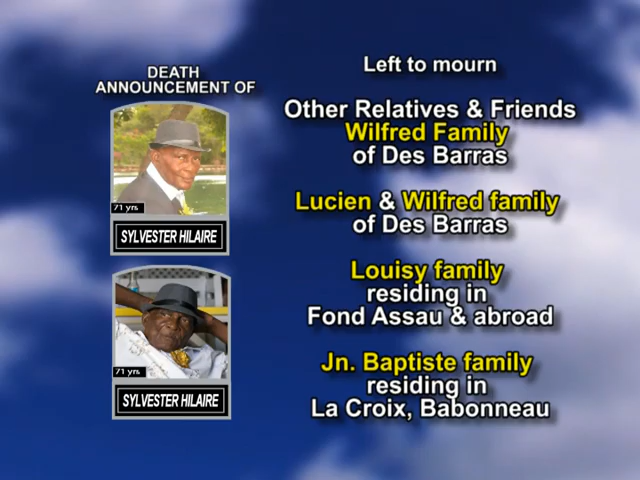 DEATH
ANNOUNCEMENT OF
71 yrs
SYLVESTER HILAIRE
71 yrs
SYLVESTER HILAIRE
Left to mourn
Other Relatives & Friends
Wilfred Family
of Des Barras
Lucien & Wilfred family
of Des Barras
Louisy family
residing in
Fond Assau & abroad
Jn. Baptiste family
residing in
La Croix, Babonneau